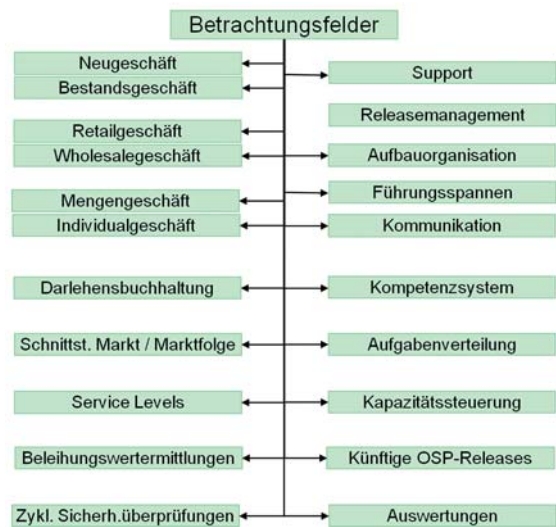 Betrachtungsfelder
Neugeschäft
Bestandsgeschäft
Retailgeschäft
Wholesalegeschäft
Mengengeschäft
Individualgeschäft
Darlehensbuchhaltung
Schnittst. Markt / Marktfolge
Service Levels
Beleihungswertermittlungen
Zykl. Sicherh.überprüfungen
Support
Releasemanagement
Aufbauorganisation
Führungsspannen
Kommunikation
Kompetenzsystem
Aufgabenverteilung
Kapazitätssteuerung
Künftige OSP-Releases
Auswertungen